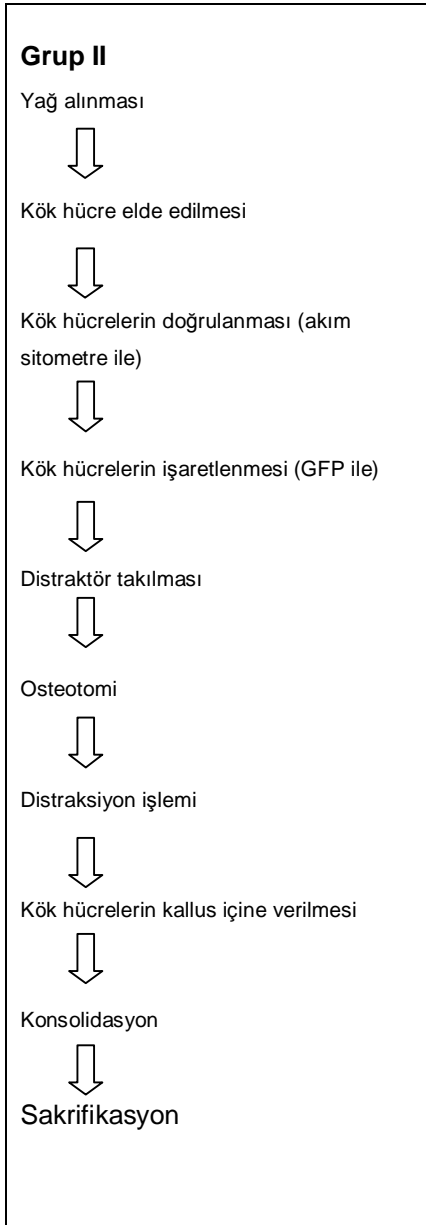 Grup II
Yağ alınması
Kök hücre elde edilmesi
Kök hücrelerin doğrulanması (akım
sitometre ile)
Kök hücrelerin işaretlenmesi (GFP ile)
Distraktör takılması
Osteotomi
Distraksiyon işlemi
Kök hücrelerin kallus içine verilmesi
Konsolidasyon
Sakrifikasyon